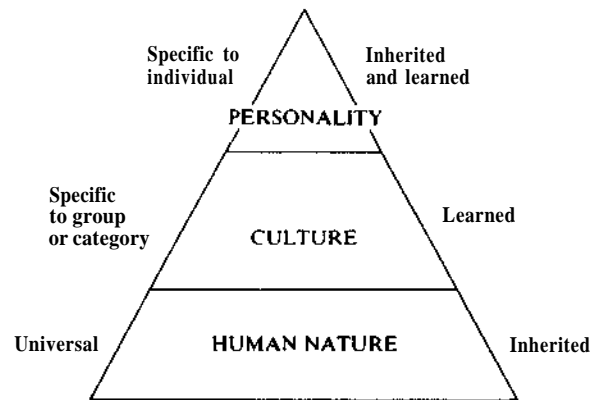 Specific to
individual
Inherited
and learned
PERSONALITY
Specific
to group
or category
CULTURE
Learned
Universal
HUMAN NATURE
Inherited